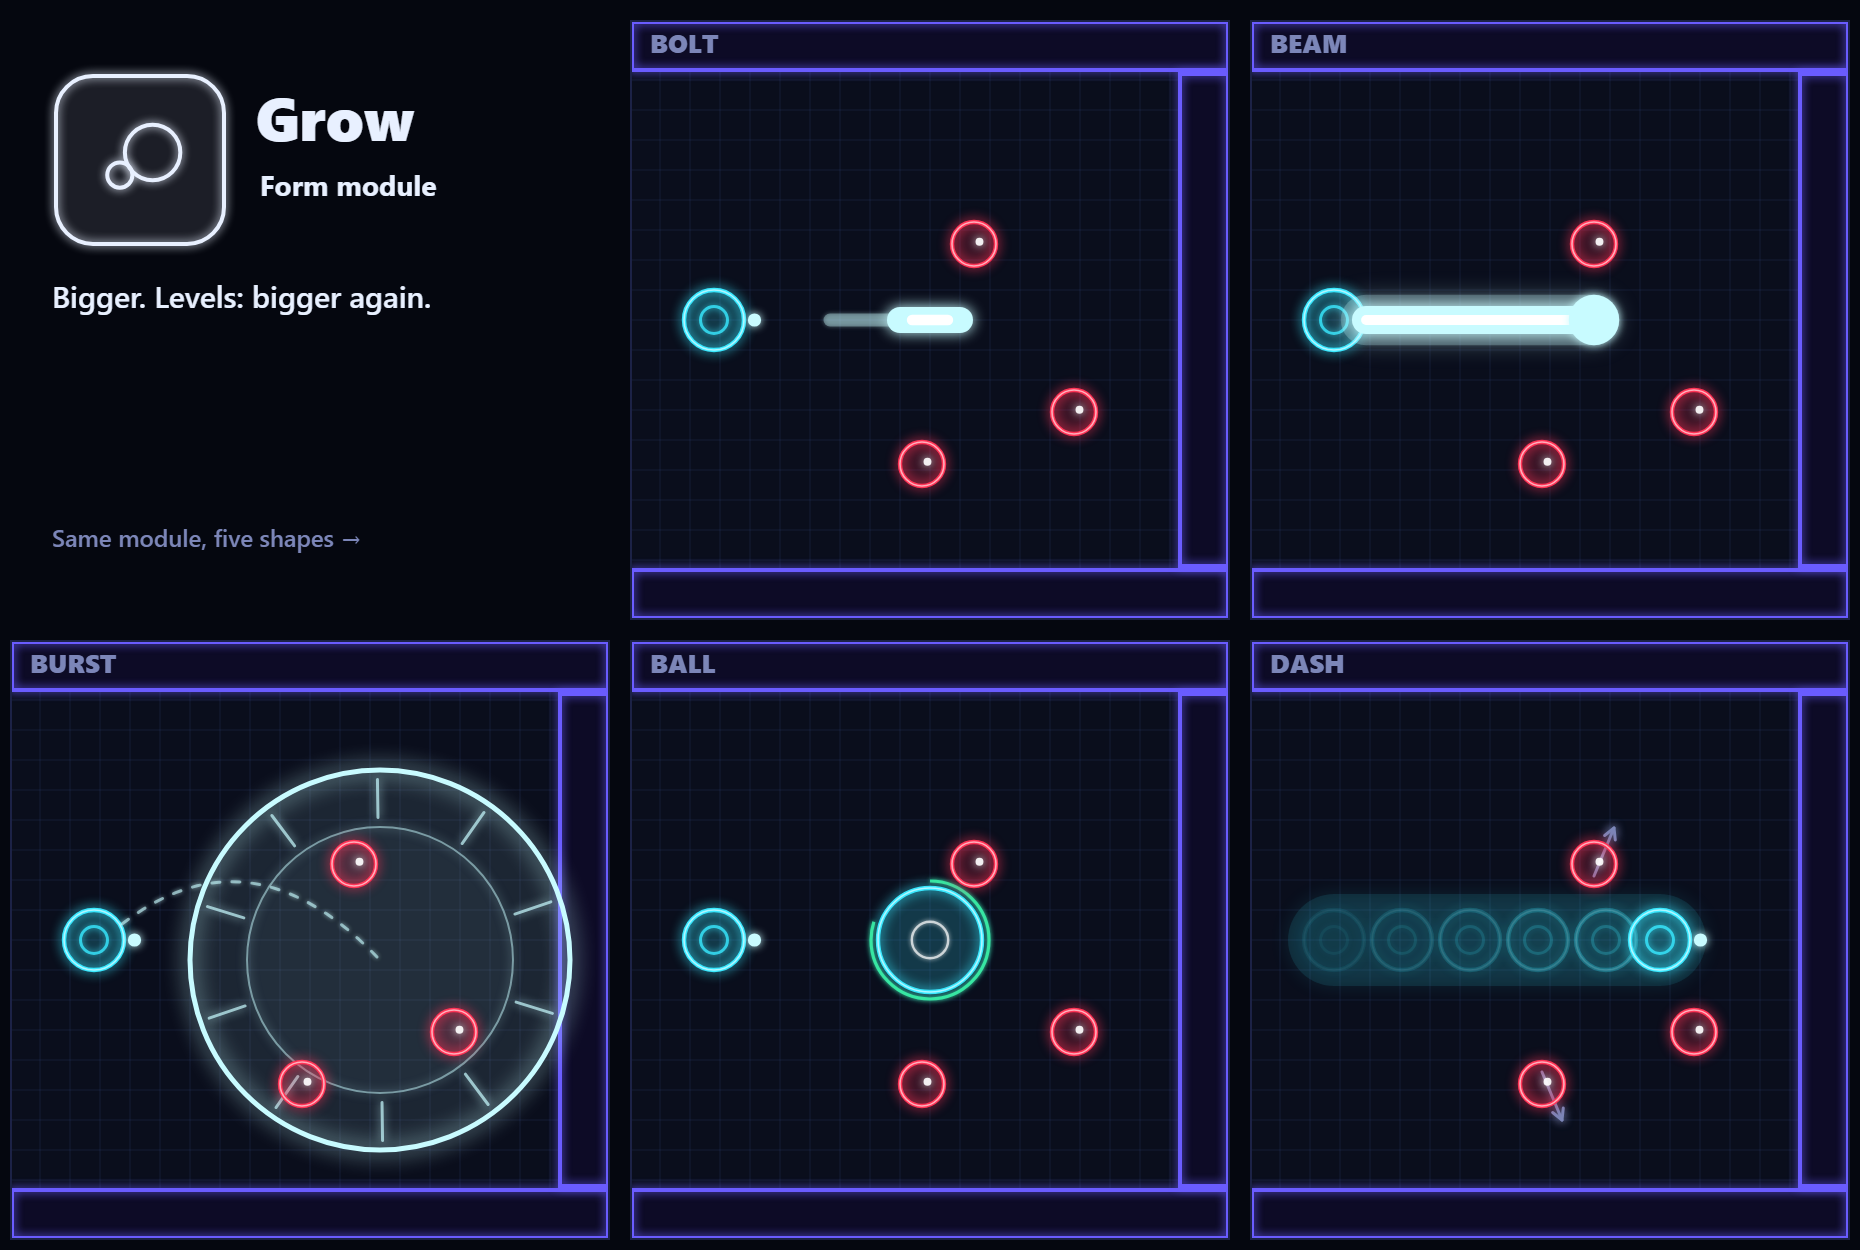 Grow
Form module
Bigger. Levels: bigger again.
Same module, five shapes →
BOLT
BEAM
BURST
BALL
DASH